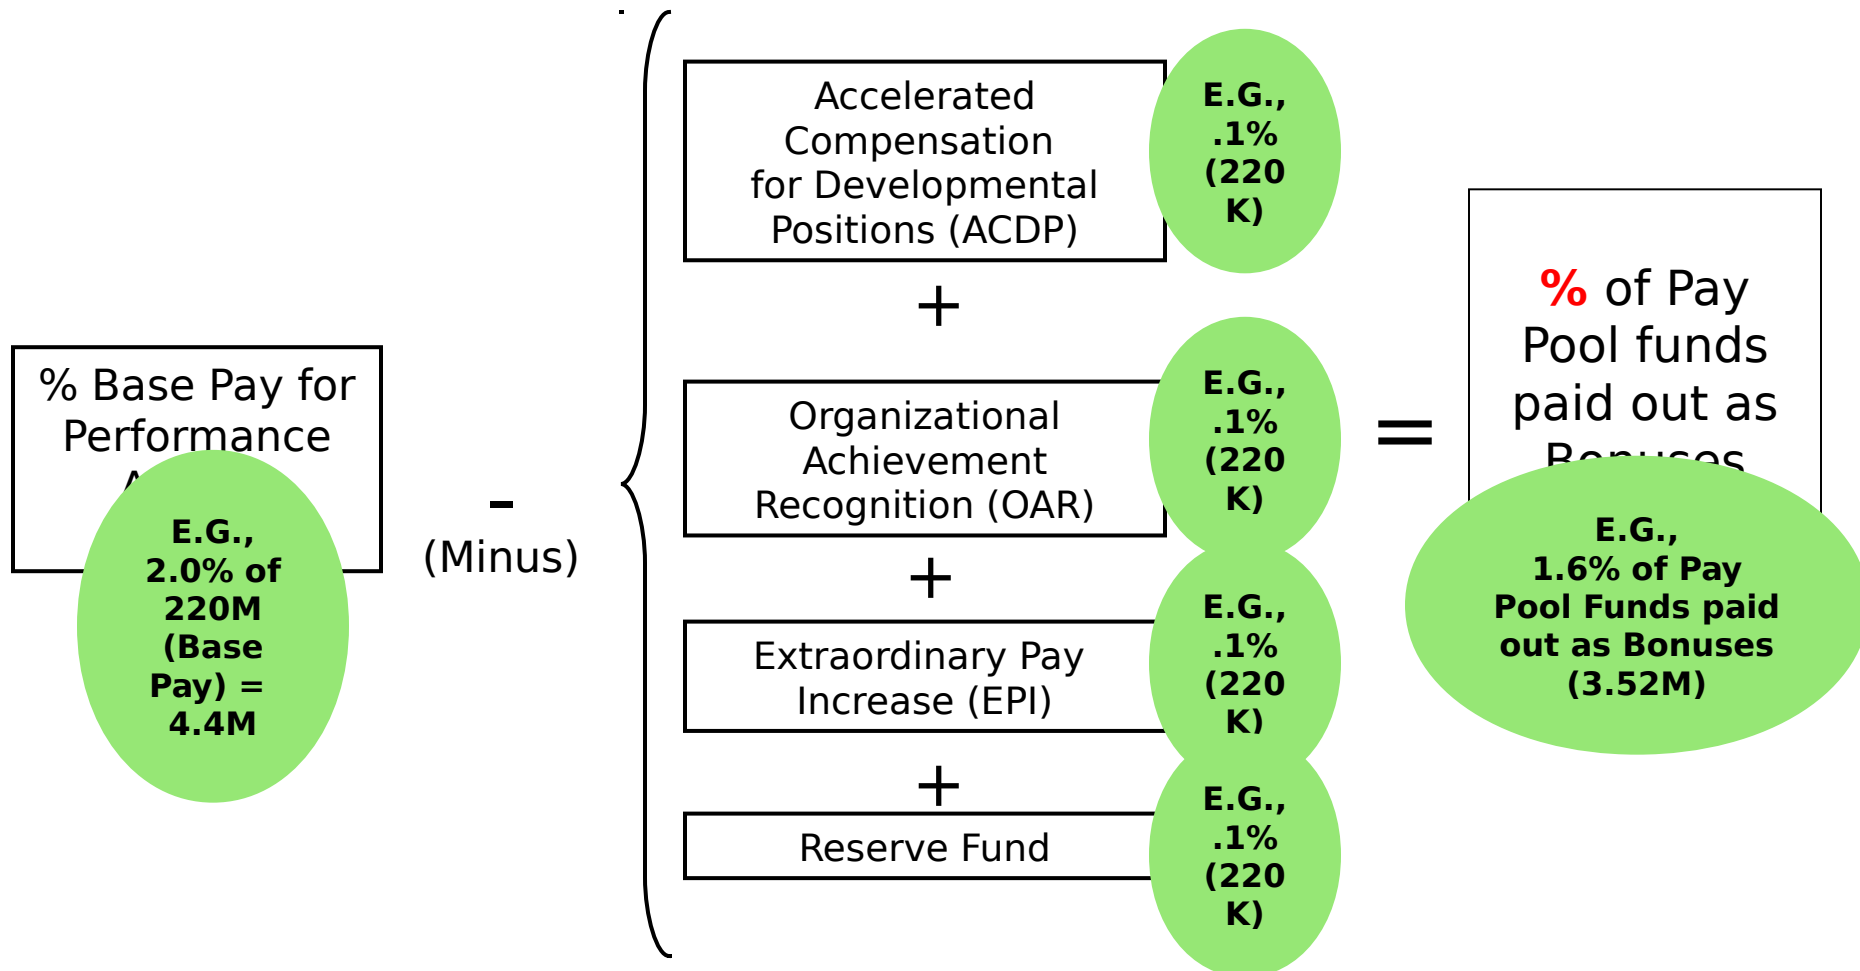 % Base Pay for
Performance
E.G.,
2.0% of
220M
(Base
Pay) =
4.4M
-
(Minus)
Accelerated
Compensation
for Developmental
Positions (ACDP)
E.G.,
.1%
(220
K)
+
Organizational
Achievement
Recognition (OAR)
E.G.,
.1%
(220
K)
+
Extraordinary Pay
Increase (EPI)
E.G.,
.1%
(220
K)
+
Reserve Fund
E.G.,
.1%
(220
K)
=
% of Pay
Pool funds
paid out as
Bonuses
E.G.,
1.6% of Pay
Pool Funds paid
out as Bonuses
(3.52M)